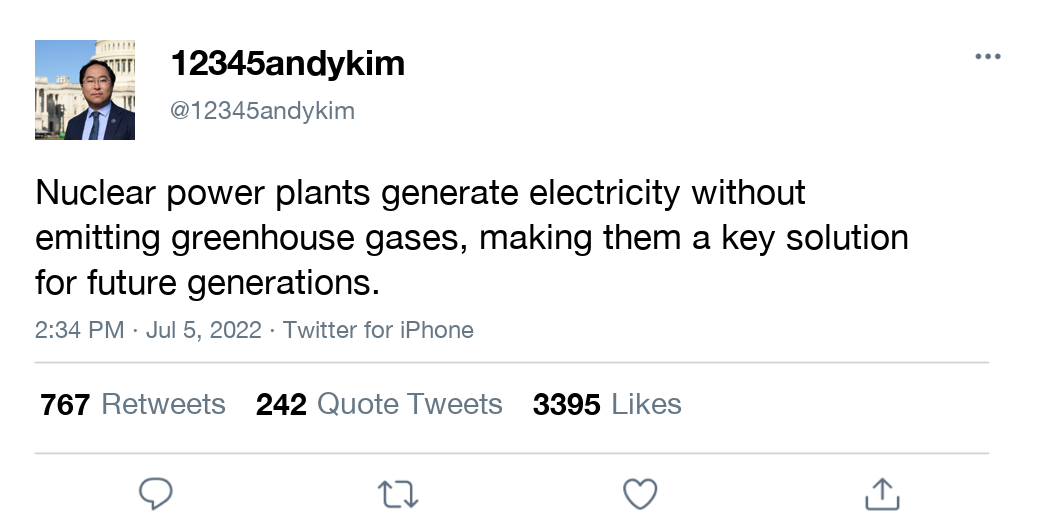 12345andykim
@12345andykim
Nuclear power plants generate electricity without
emitting greenhouse gases, making them a key solution
for future generations.
2:34 PM · Jul 5, 2022 · Twitter for iPhone
767 Retweets 242 Quote Tweets 3395 Likes